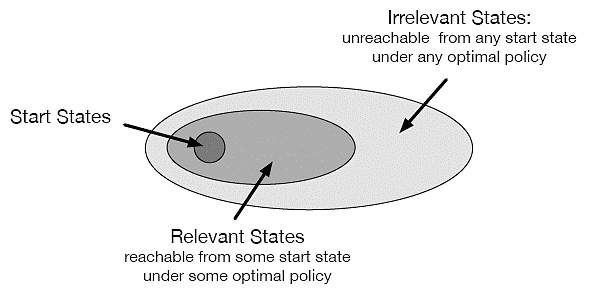 Irrelevant States:
unreachable from any start state
under any optimal policy
Start States
Relevant States
reachable from some start state
under some optimal policy